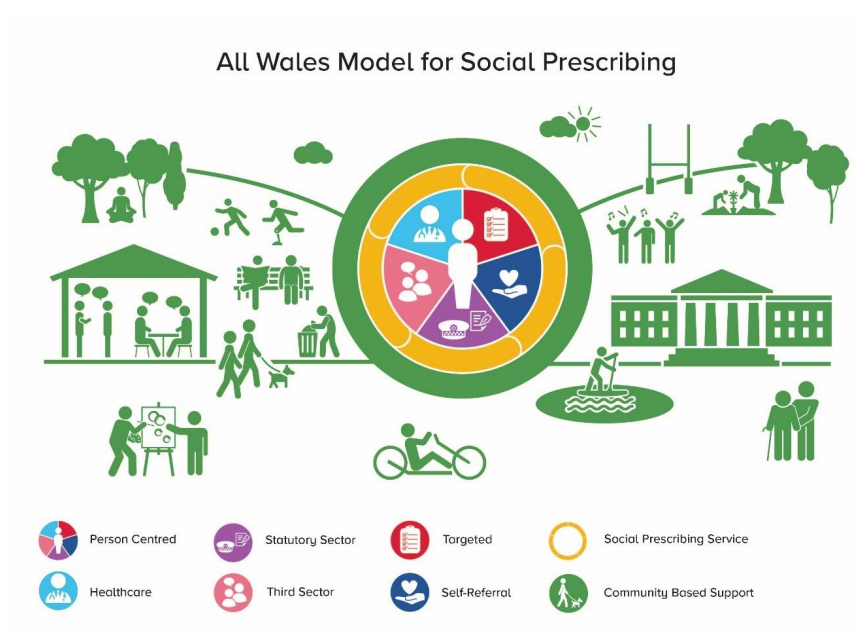 All Wales Model for Social Prescribing
Person Centred
Statutory Sector
Targeted
Social Prescribing Service
Healthcare
Third Sector
Self-Referral
Community Based Support